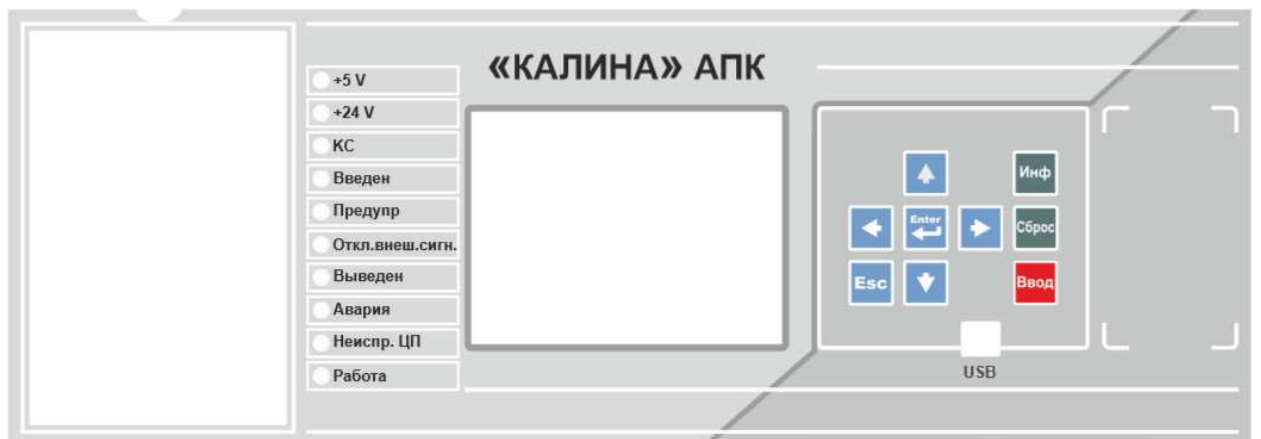 «КАЛИНА» АПК
+5 V
+24 V
КС
Введен
Предупр
Откл.внеш.сигн.
Выведен
Авария
Неиспр. ЦП
Работа
Инф
Enter
Сброс
Esc
Ввод
USB